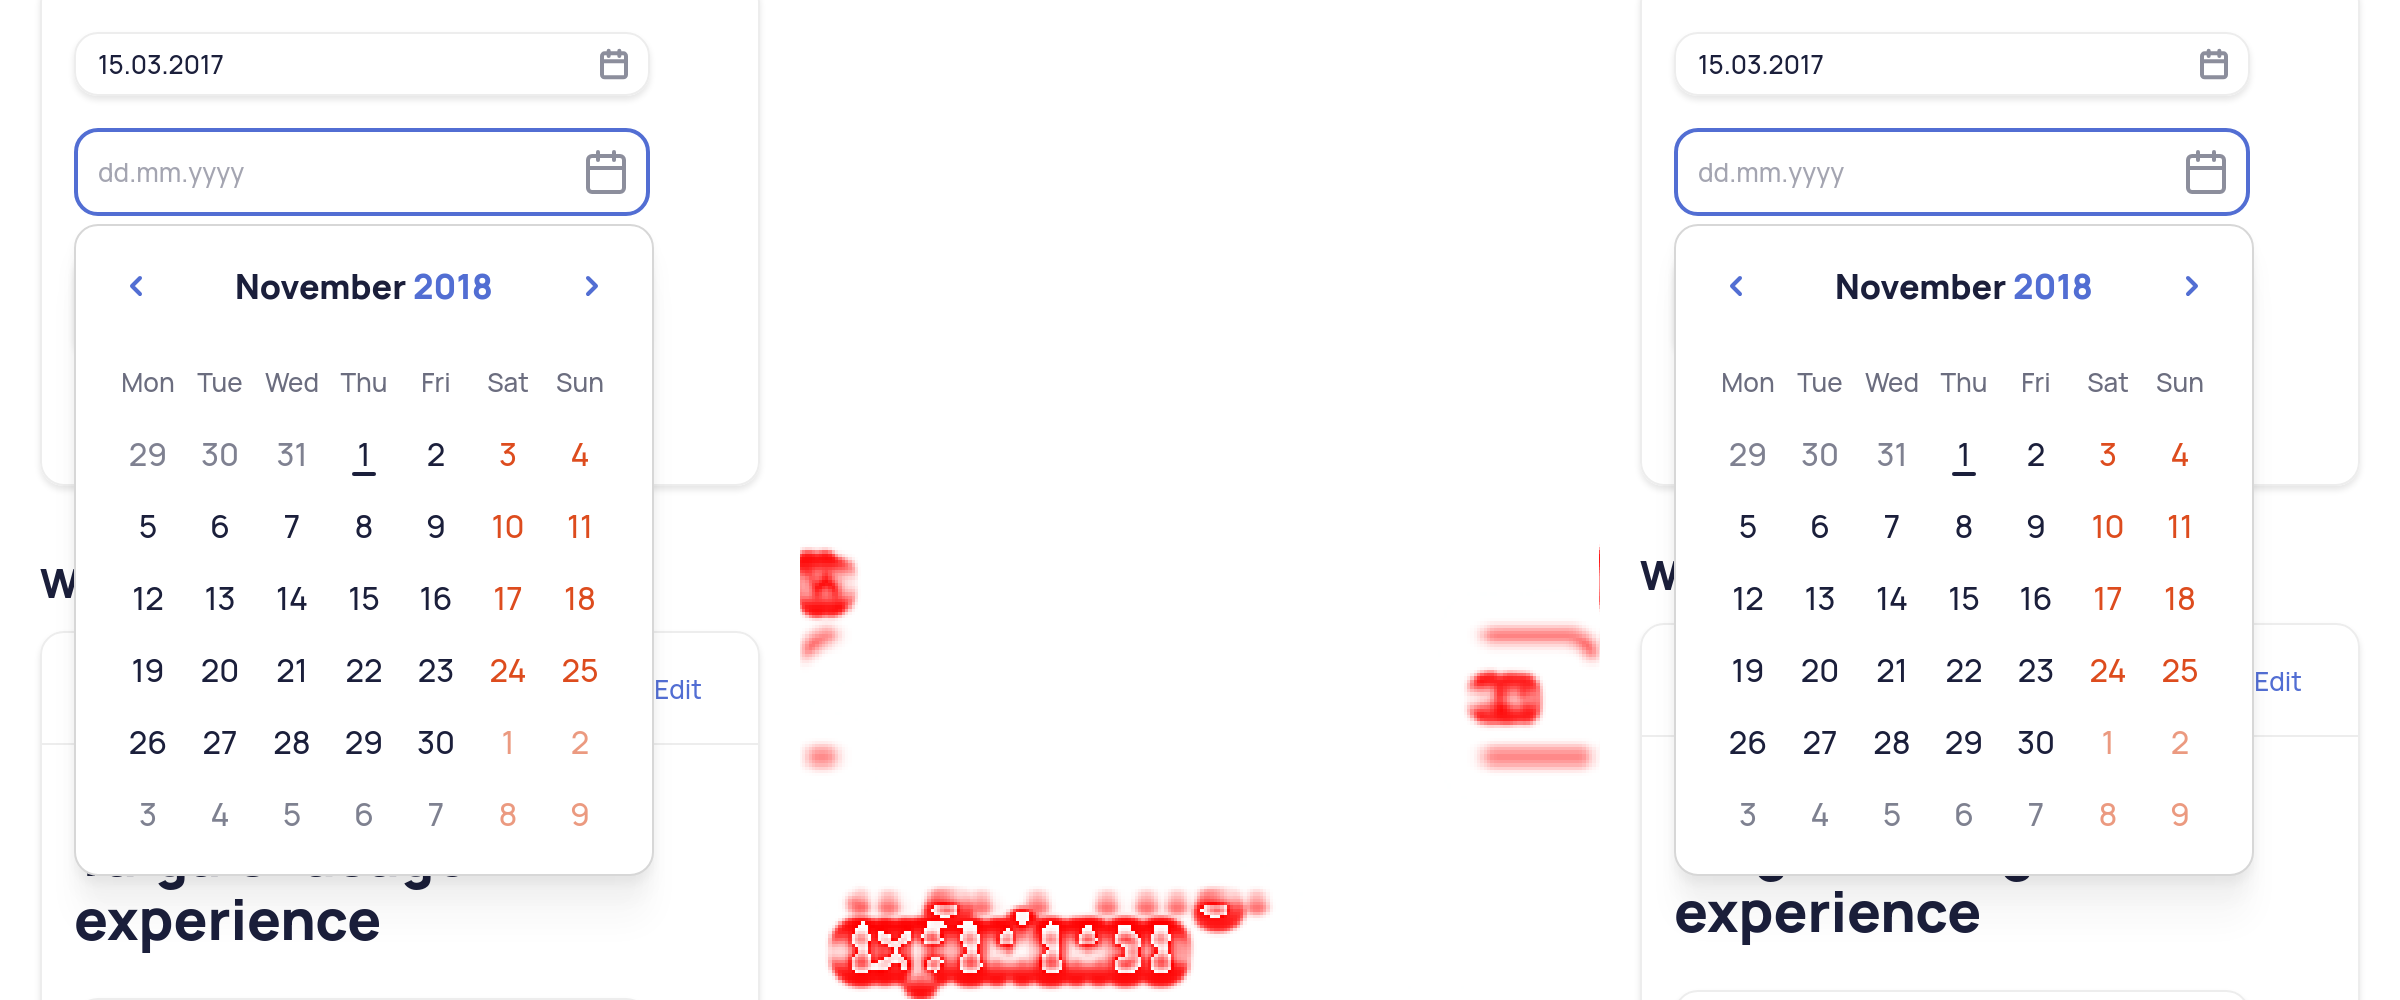 15.03.2017
dd.mm.yyyy
November 2018
Mon Tue Wed Thu Fri Sat Sun
29 30 31 1 2 3 4
5 6 7 8 9 10 11
12 13 14 15 16 17 18
19 20 21 22 23 24 25
Edit
26 27 28 29 30 1 2
3 4 5 6 7 8 9
experience
15.03.2017
dd.mm.yyyy
November 2018
Mon Tue Wed Thu Fri Sat Sun
29 30 31 1 2 3 4
5 6 7 8 9 10 11
12 13 14 15 16 17 18
19 20 21 22 23 24 25
Edit
26 27 28 29 30 1 2
3 4 5 6 7 8 9
experience